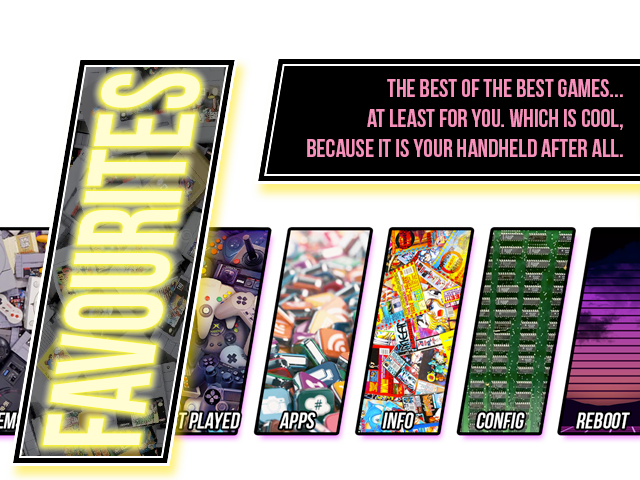 THE BEST OF THE BEST GAMES...
AT LEAST FOR YOU. WHICH IS COOL,
BECAUSE IT IS YOUR HANDHELD AFTER ALL.
FAVOURITES
EM
T PLAYED
APPS
INFO
CONFIG
REBOOT